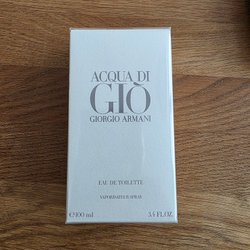 ACQUA DI
GIÒ
GIORGIO ARMANI
EAU DE TOILETTE
VAPORISATEUR SPRAY
℮100 ml 3.4 FL.OZ.